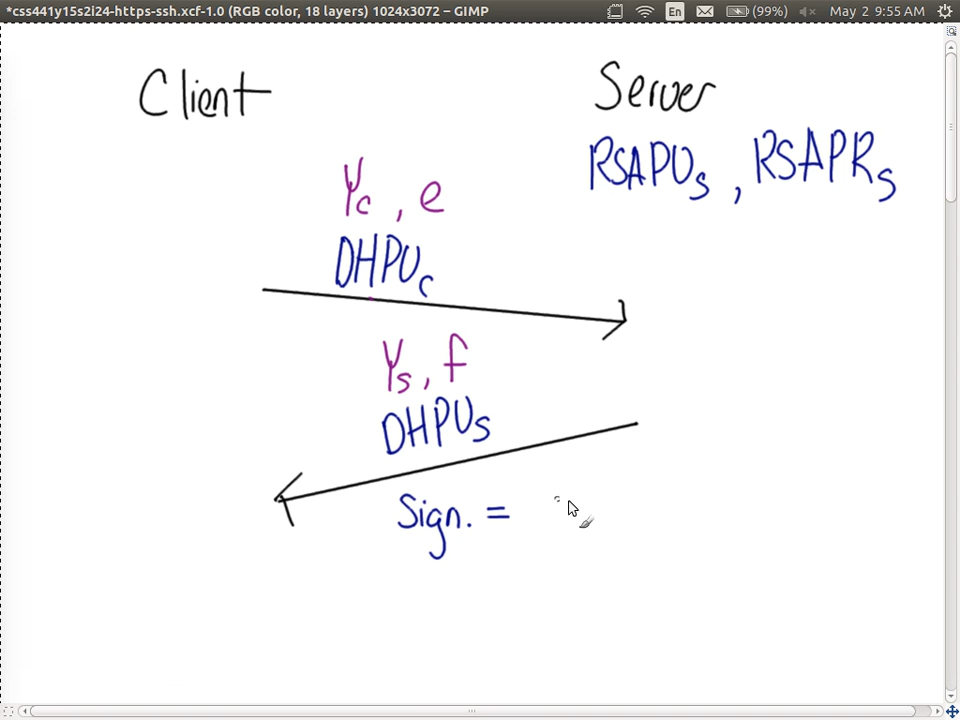 *css441y15s2i24-https-ssh.xcf-1.0 (RGB color, 18 layers) 1024x3072 – GIMP
En (99%) May 2 9:55 AM
Client
Server
RSAPUs , RSAPRs
Yc , e
DHPUc
Ys, f
DHPUs
Sign. =